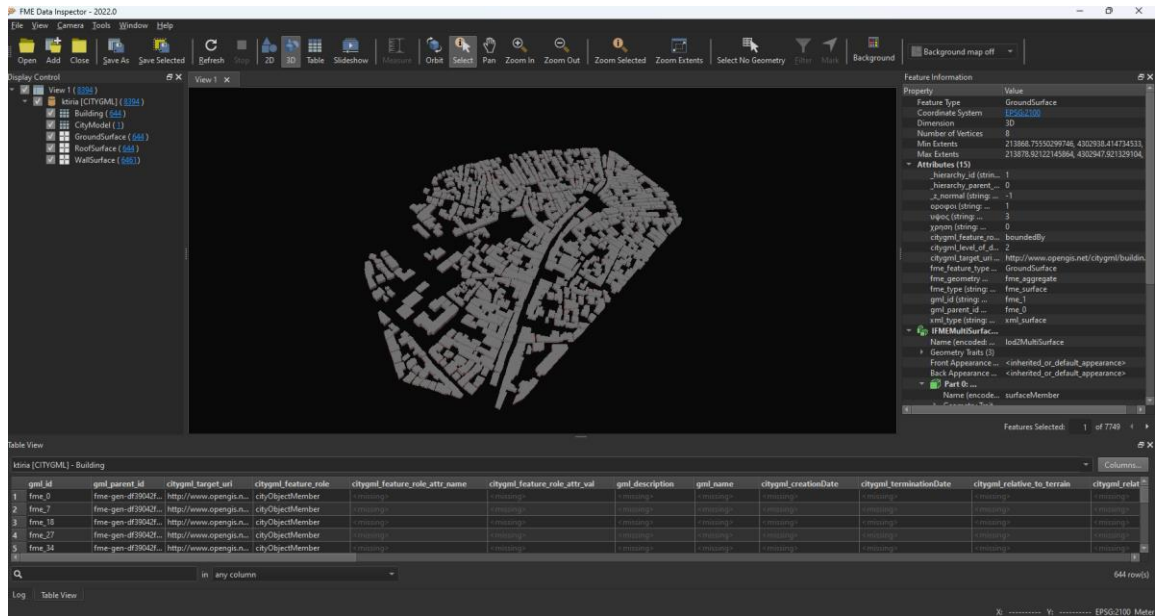 FME Data Inspector - 2022.0
File View Camera Tools Window Help
Open Add Close Save As Save Selected Refresh Stop 2D 3D Table Slideshow Measure Orbit Select Pan Zoom In Zoom Out Zoom Selected Zoom Extents Select No Geometry Filter Mark Background Background map off
Display Control
View 1 (8394)
ktiria [CITYGML] (8394)
Building (644)
CityModel (1)
GroundSurface (644)
RoofSurface (644)
WallSurface (6461)
View 1
Feature Information
Property Value
Feature Type GroundSurface
Coordinate System EPSG:2100
Dimension 3D
Number of Vertices 8
Min Extents 213868.75550299746, 4302938.414734533,
Max Extents 213878.92122145864, 4302947.921329104,
Attributes (15)
_hierarchy_id (strin... 1
_hierarchy_parent_... 0
_z_normal (string: ... -1
οροφοι (string: ... 1
υψος (string: ... 3
χρηση (string: ... 0
citygml_feature_ro... boundedBy
citygml_level_of_d... 2
citygml_target_uri ... http://www.opengis.net/citygml/buildin
fme_feature_type ... GroundSurface
fme_geometry ... fme_aggregate
fme_type (string: ... fme_surface
gml_id (string: ... fme_1
gml_parent_id ... fme_0
xml_type (string: ... xml_surface
IFMEMultiSurfac...
Name (encoded: ... lod2MultiSurface
Geometry Traits (3)
Front Appearance ... <inherited_or_default_appearance>
Back Appearance ... <inherited_or_default_appearance>
Part 0: ...
Name (encode... surfaceMember
Features Selected: 1 of 7749
Table View
ktiria [CITYGML] - Building
Columns...
gml_id gml_parent_id citygml_target_uri citygml_feature_role citygml_feature_role_attr_name citygml_feature_role_attr_val gml_description gml_name citygml_creationDate citygml_terminationDate citygml_relative_to_terrain citygml_relat
1 fme_0 fme-gen-df39042f... http://www.opengis.n... cityObjectMember <missing> <missing> <missing> <missing> <missing> <missing> <missing> <missing>
2 fme_7 fme-gen-df39042f... http://www.opengis.n... cityObjectMember <missing> <missing> <missing> <missing> <missing> <missing> <missing> <missing>
3 fme_18 fme-gen-df39042f... http://www.opengis.n... cityObjectMember <missing> <missing> <missing> <missing> <missing> <missing> <missing> <missing>
4 fme_27 fme-gen-df39042f... http://www.opengis.n... cityObjectMember <missing> <missing> <missing> <missing> <missing> <missing> <missing> <missing>
5 fme_34 fme-gen-df39042f... http://www.opengis.n... cityObjectMember <missing> <missing> <missing> <missing> <missing> <missing> <missing> <missing>
in any column
644 row(s)
Log Table View
X: ---------- Y: ---------- EPSG:2100 Meter